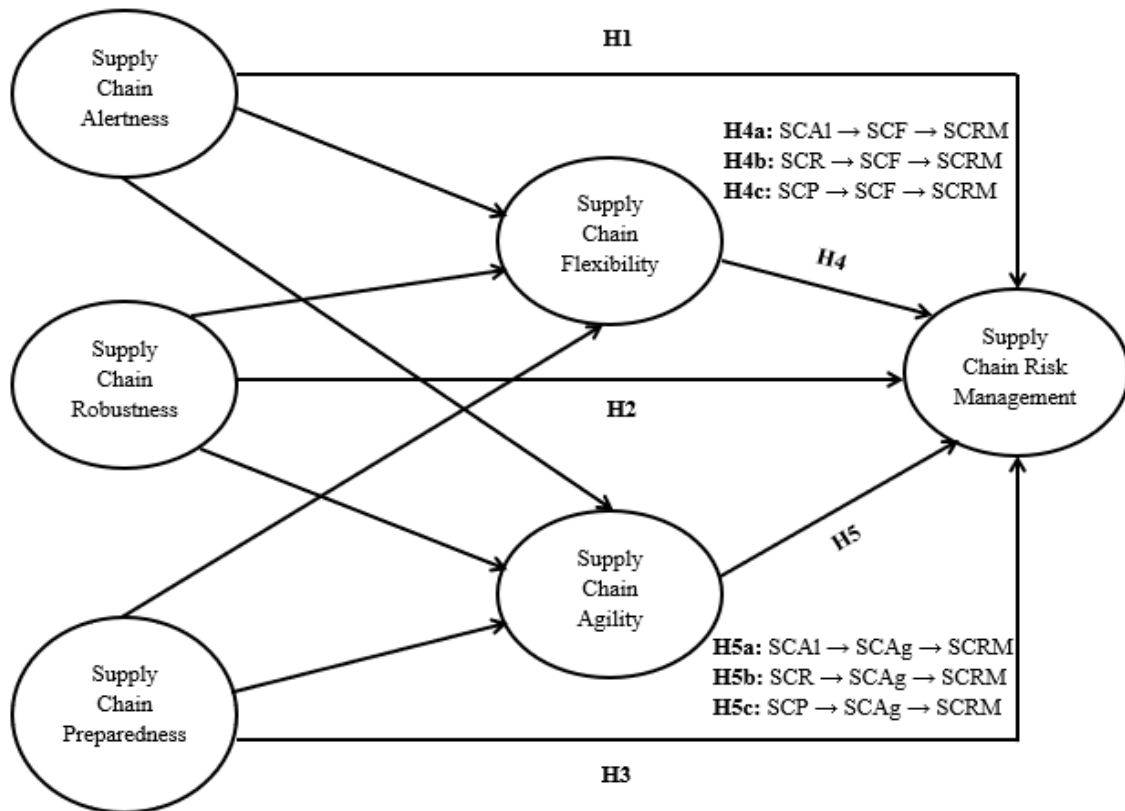 H1
Supply
Chain
Alertness
H4a: SCAl → SCF → SCRM
H4b: SCR → SCF → SCRM
H4c: SCP → SCF → SCRM
Supply
Chain
Flexibility
H4
Supply
Chain
Robustness
H2
Supply
Chain Risk
Management
Supply
Chain
Agility
H5
H5a: SCAl → SCAg → SCRM
H5b: SCR → SCAg → SCRM
H5c: SCP → SCAg → SCRM
Supply
Chain
Preparedness
H3